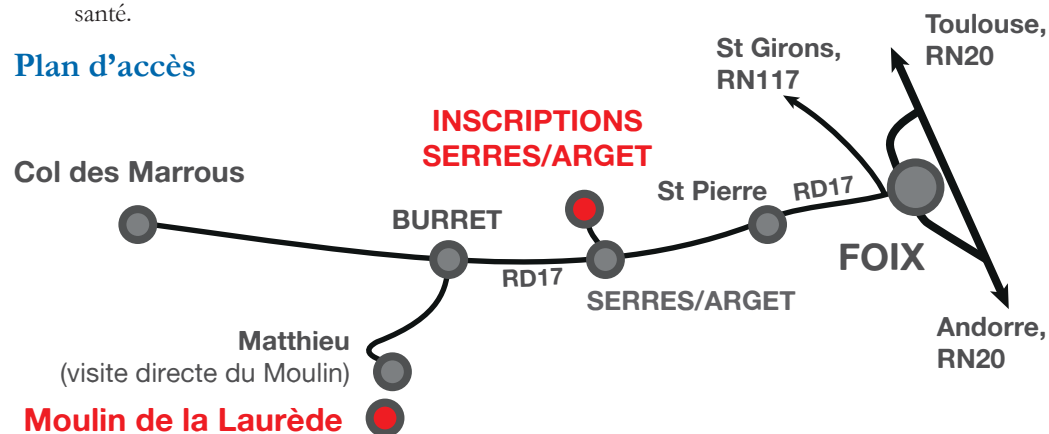 santé.
Plan d'accès
Toulouse,
RN20
St Girons,
RN117
INSCRIPTIONS
SERRES/ARGET
Col des Marrous
St Pierre
RD17
BURRET
FOIX
RD17
SERRES/ARGET
Andorre,
RN20
Matthieu
(visite directe du Moulin)
Moulin de la Laurède